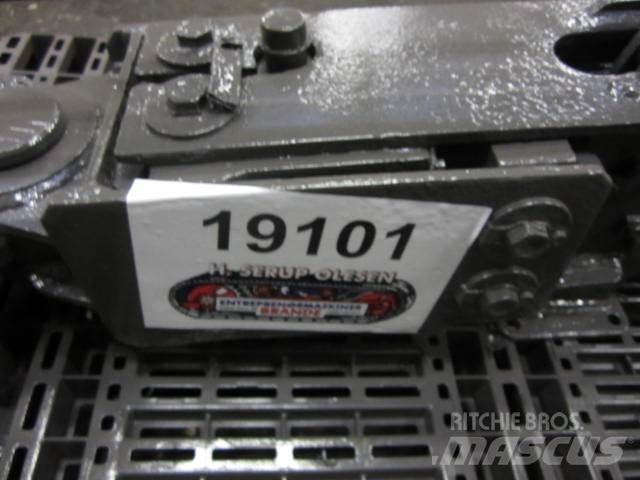 19101
H. SERUP OLESEN
ENTREPRENØRMASKINER
BRANDE
RITCHIE BROS.
MASCUS